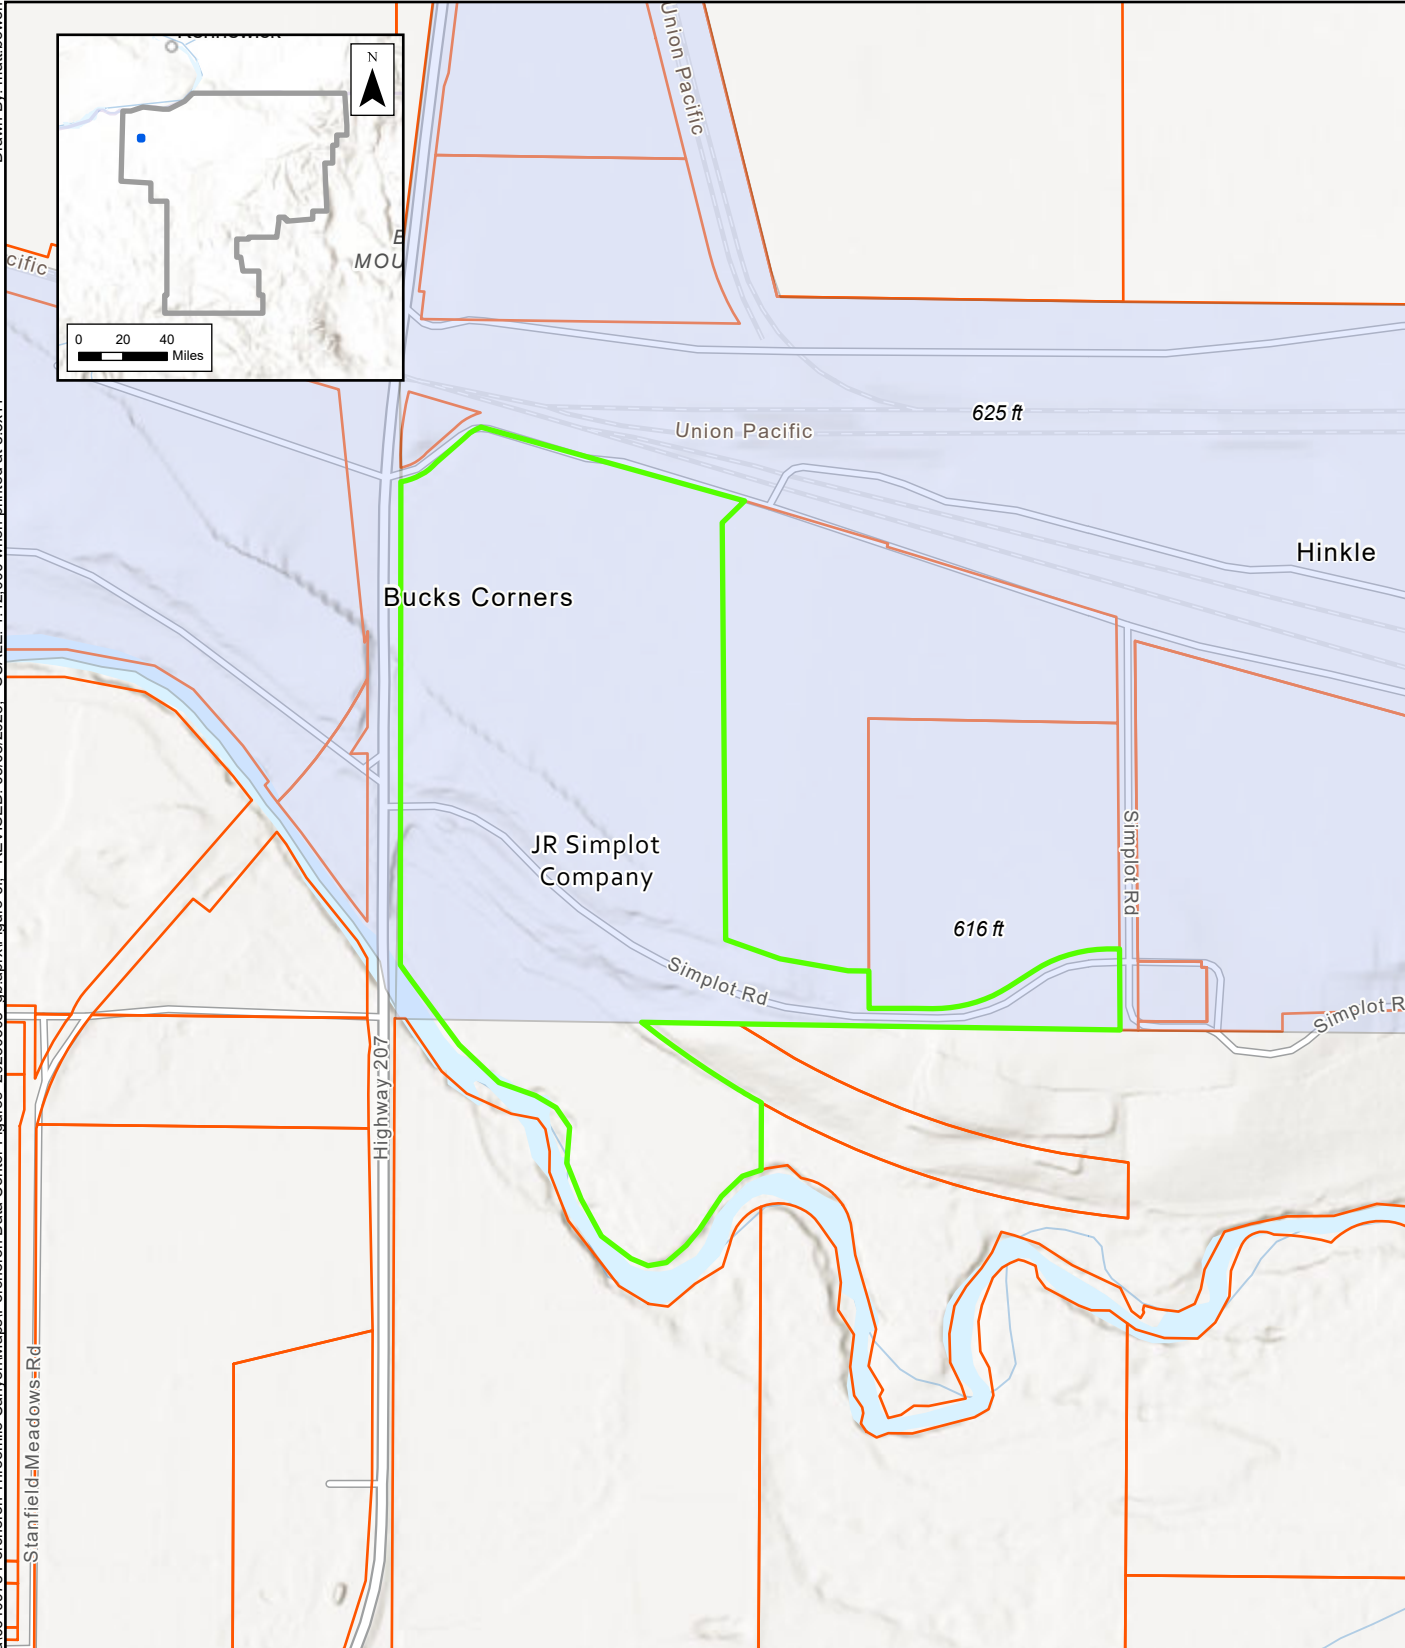 Union Pacific
N
0 20 40
Miles
MOU
cific
625 ft
Union Pacific
Hinkle
Bucks Corners
JR Simplot
Company
Simplot Rd
616 ft
Simplot Rd
Simplot R
Highway 207
Stanfield-Meadows-Rd